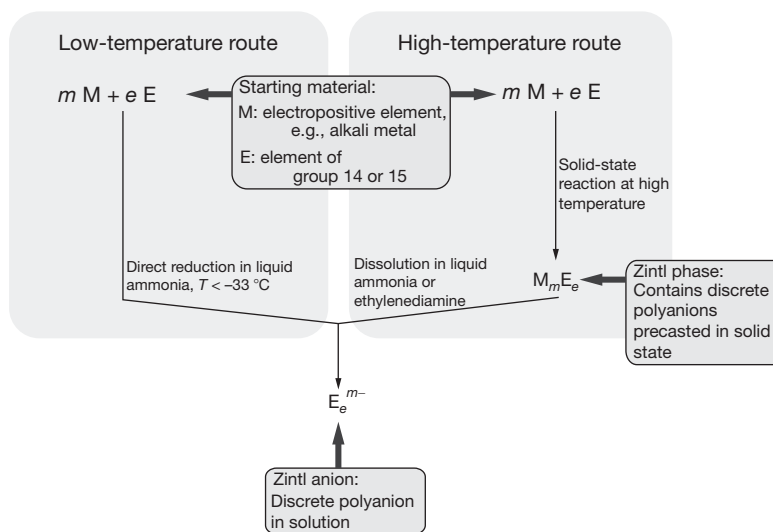 Low-temperature route
High-temperature route
m M + e E
Starting material:
M: electropositive element,
e.g., alkali metal
E: element of
group 14 or 15
m M + e E
Solid-state
reaction at high
temperature
Direct reduction in liquid
ammonia, T < –33 °C
Dissolution in liquid
ammonia or
ethylenediamine
MmEe
Zintl phase:
Contains discrete
polyanions
precasted in solid
state
Ee^m–
Zintl anion:
Discrete polyanion
in solution